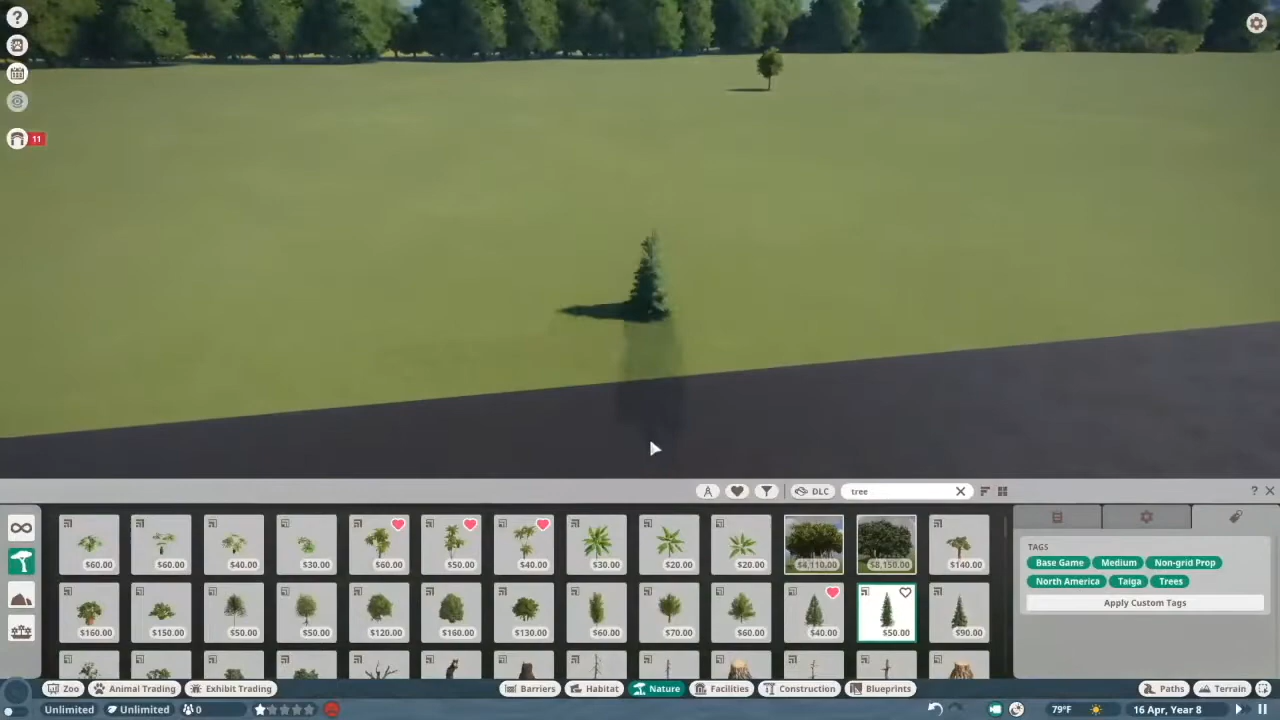 ?
11
DLC
tree
?
$60.00 $60.00 $40.00 $30.00 $60.00 $50.00 $40.00 $30.00 $20.00 $20.00 $4,110.00 $8,150.00 $140.00
$160.00 $150.00 $50.00 $50.00 $120.00 $160.00 $130.00 $60.00 $70.00 $60.00 $40.00 $50.00 $90.00
TAGS
Base Game Medium Non-grid Prop
North America Taiga Trees
Apply Custom Tags
Zoo Animal Trading Exhibit Trading Barriers Habitat Nature Facilities Construction Blueprints Paths Terrain
Unlimited Unlimited 0 79°F 16 Apr, Year 8